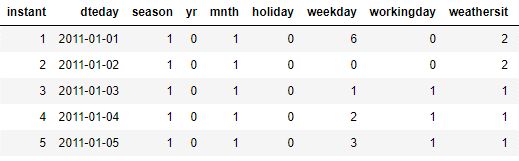 instant dteday season yr mnth holiday weekday workingday weathersit
1 2011-01-01 1 0 1 0 6 0 2
2 2011-01-02 1 0 1 0 0 0 2
3 2011-01-03 1 0 1 0 1 1 1
4 2011-01-04 1 0 1 0 2 1 1
5 2011-01-05 1 0 1 0 3 1 1